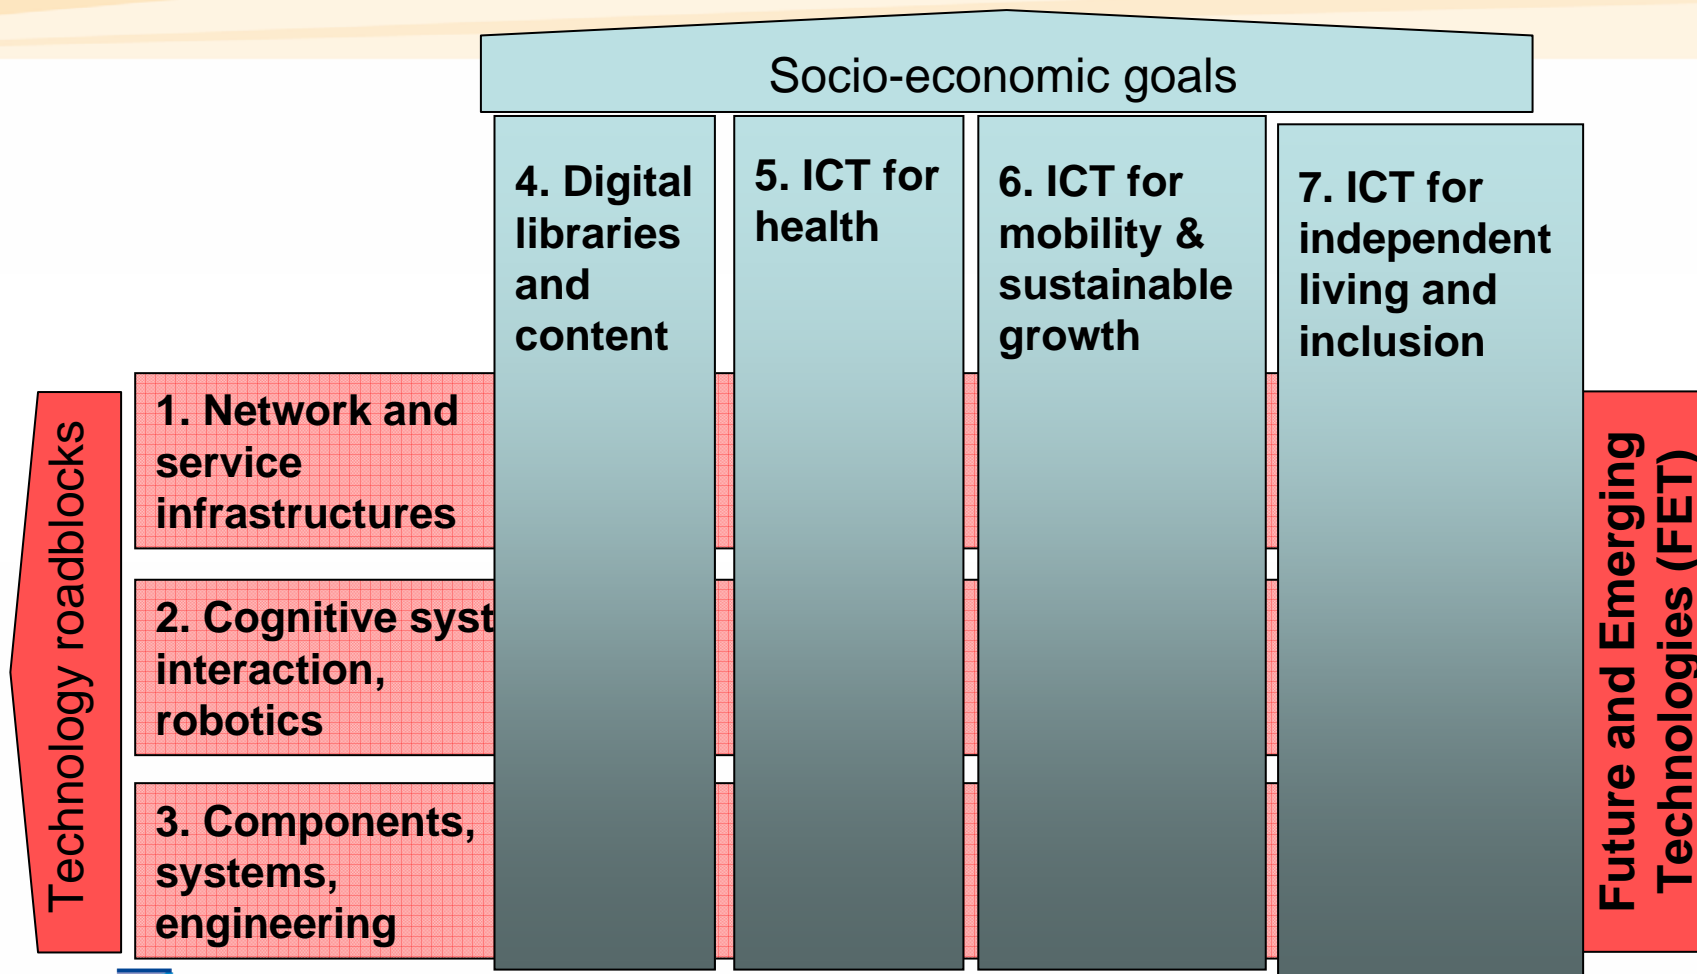 Socio-economic goals
4. Digital
libraries
and
content
5. ICT for
health
6. ICT for
mobility &
sustainable
growth
7. ICT for
independent
living and
inclusion
Technology roadblocks
1. Network and
service
infrastructures
2. Cognitive syst
interaction,
robotics
3. Components,
systems,
engineering
Future and Emerging
Technologies (FET)